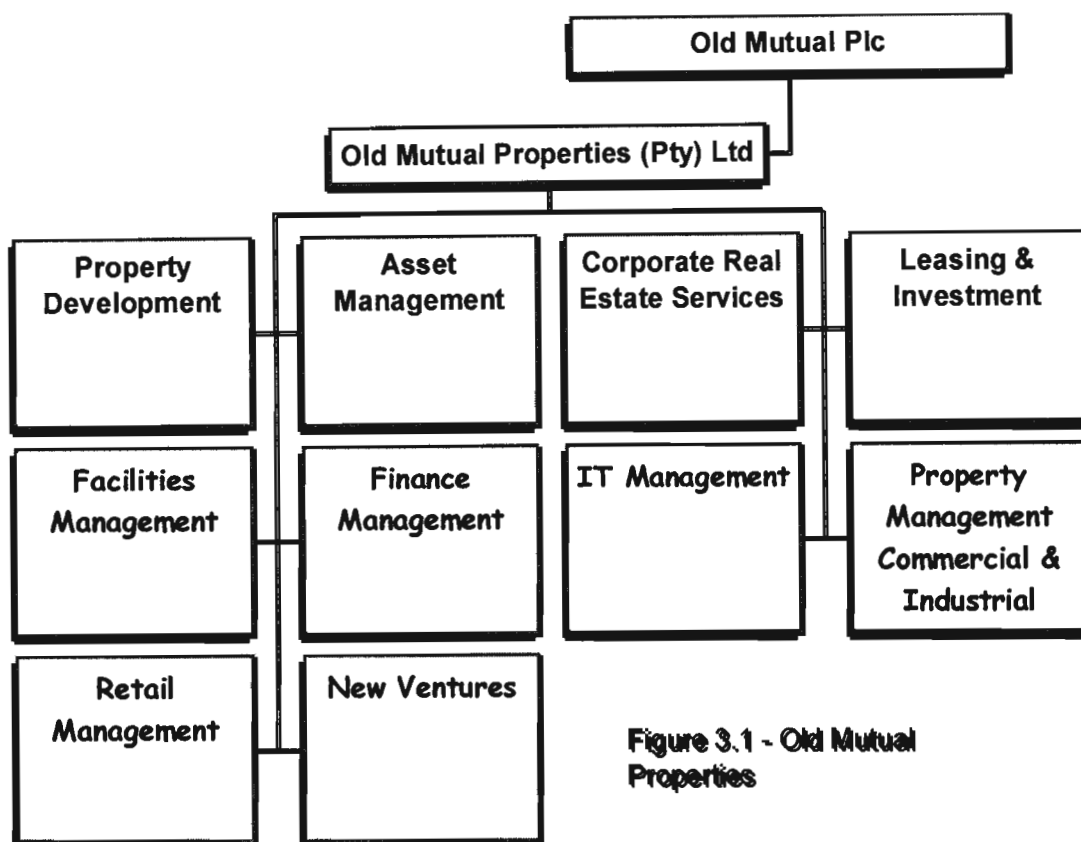 Old Mutual Plc
Old Mutual Properties (Pty) Ltd
Property
Development
Asset
Management
Corporate Real
Estate Services
Leasing &
Investment
Facilities
Management
Finance
Management
IT Management
Property
Management
Commercial &
Industrial
Retail
Management
New Ventures
Figure 3.1 - Old Mutual
Properties